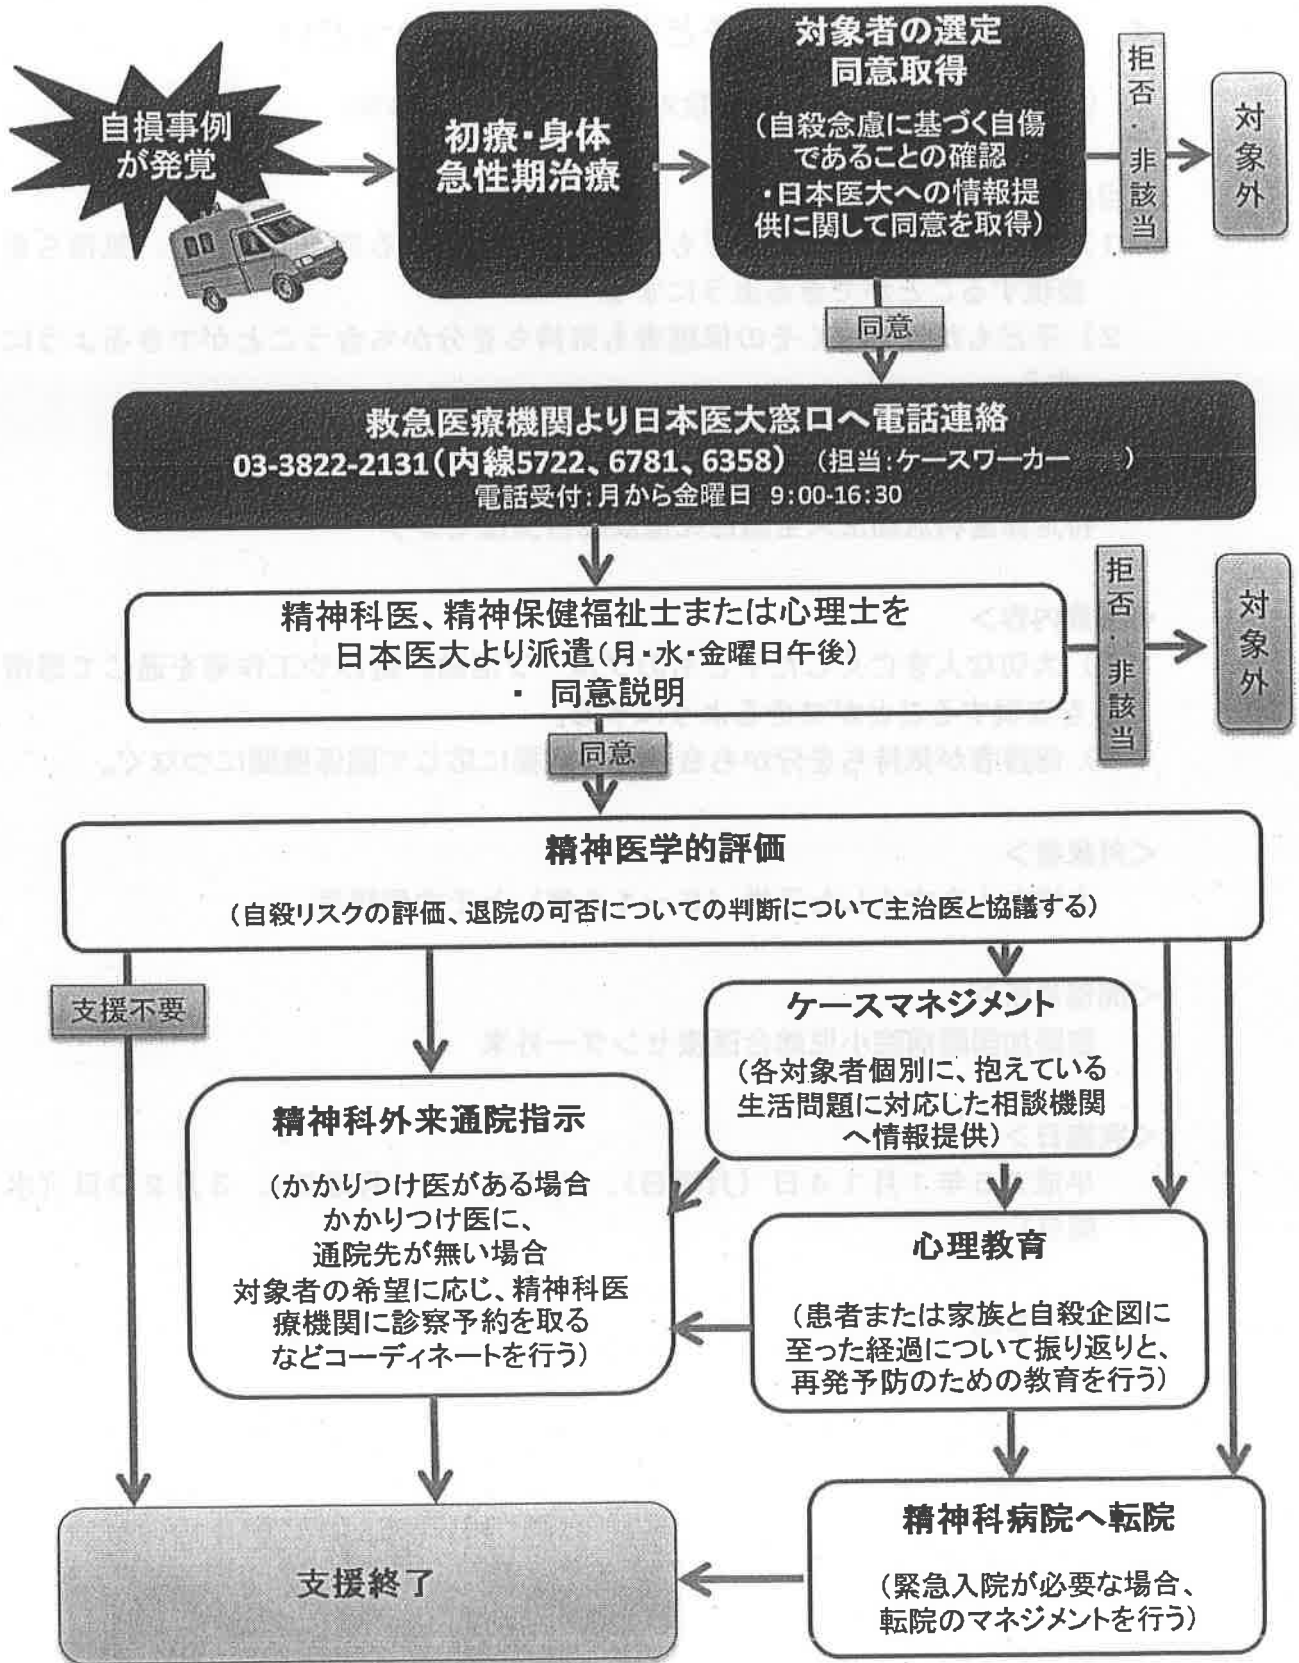 自損事例
が発覚
初療・身体
急性期治療
対象者の選定
同意取得
(自殺念慮に基づく自傷
であることの確認
・日本医大への情報提
供に関して同意を取得)
拒否・非該当
対象外
同意
救急医療機関より日本医大窓口へ電話連絡
03-3822-2131(内線5722、6781、6358) (担当:ケースワーカー )
電話受付:月から金曜日 9:00-16:30
精神科医、精神保健福祉士または心理士を
日本医大より派遣(月・水・金曜日午後)
・ 同意説明
拒否・非該当
対象外
同意
精神医学的評価
(自殺リスクの評価、退院の可否についての判断について主治医と協議する)
支援不要
ケースマネジメント
(各対象者個別に、抱えている
生活問題に対応した相談機関
へ情報提供)
精神科外来通院指示
(かかりつけ医がある場合
かかりつけ医に、
通院先が無い場合
対象者の希望に応じ、精神科医
療機関に診察予約を取る
などコーディネートを行う)
心理教育
(患者または家族と自殺企図に
至った経過について振り返りと、
再発予防のための教育を行う)
精神科病院へ転院
(緊急入院が必要な場合、
転院のマネジメントを行う)
支援終了